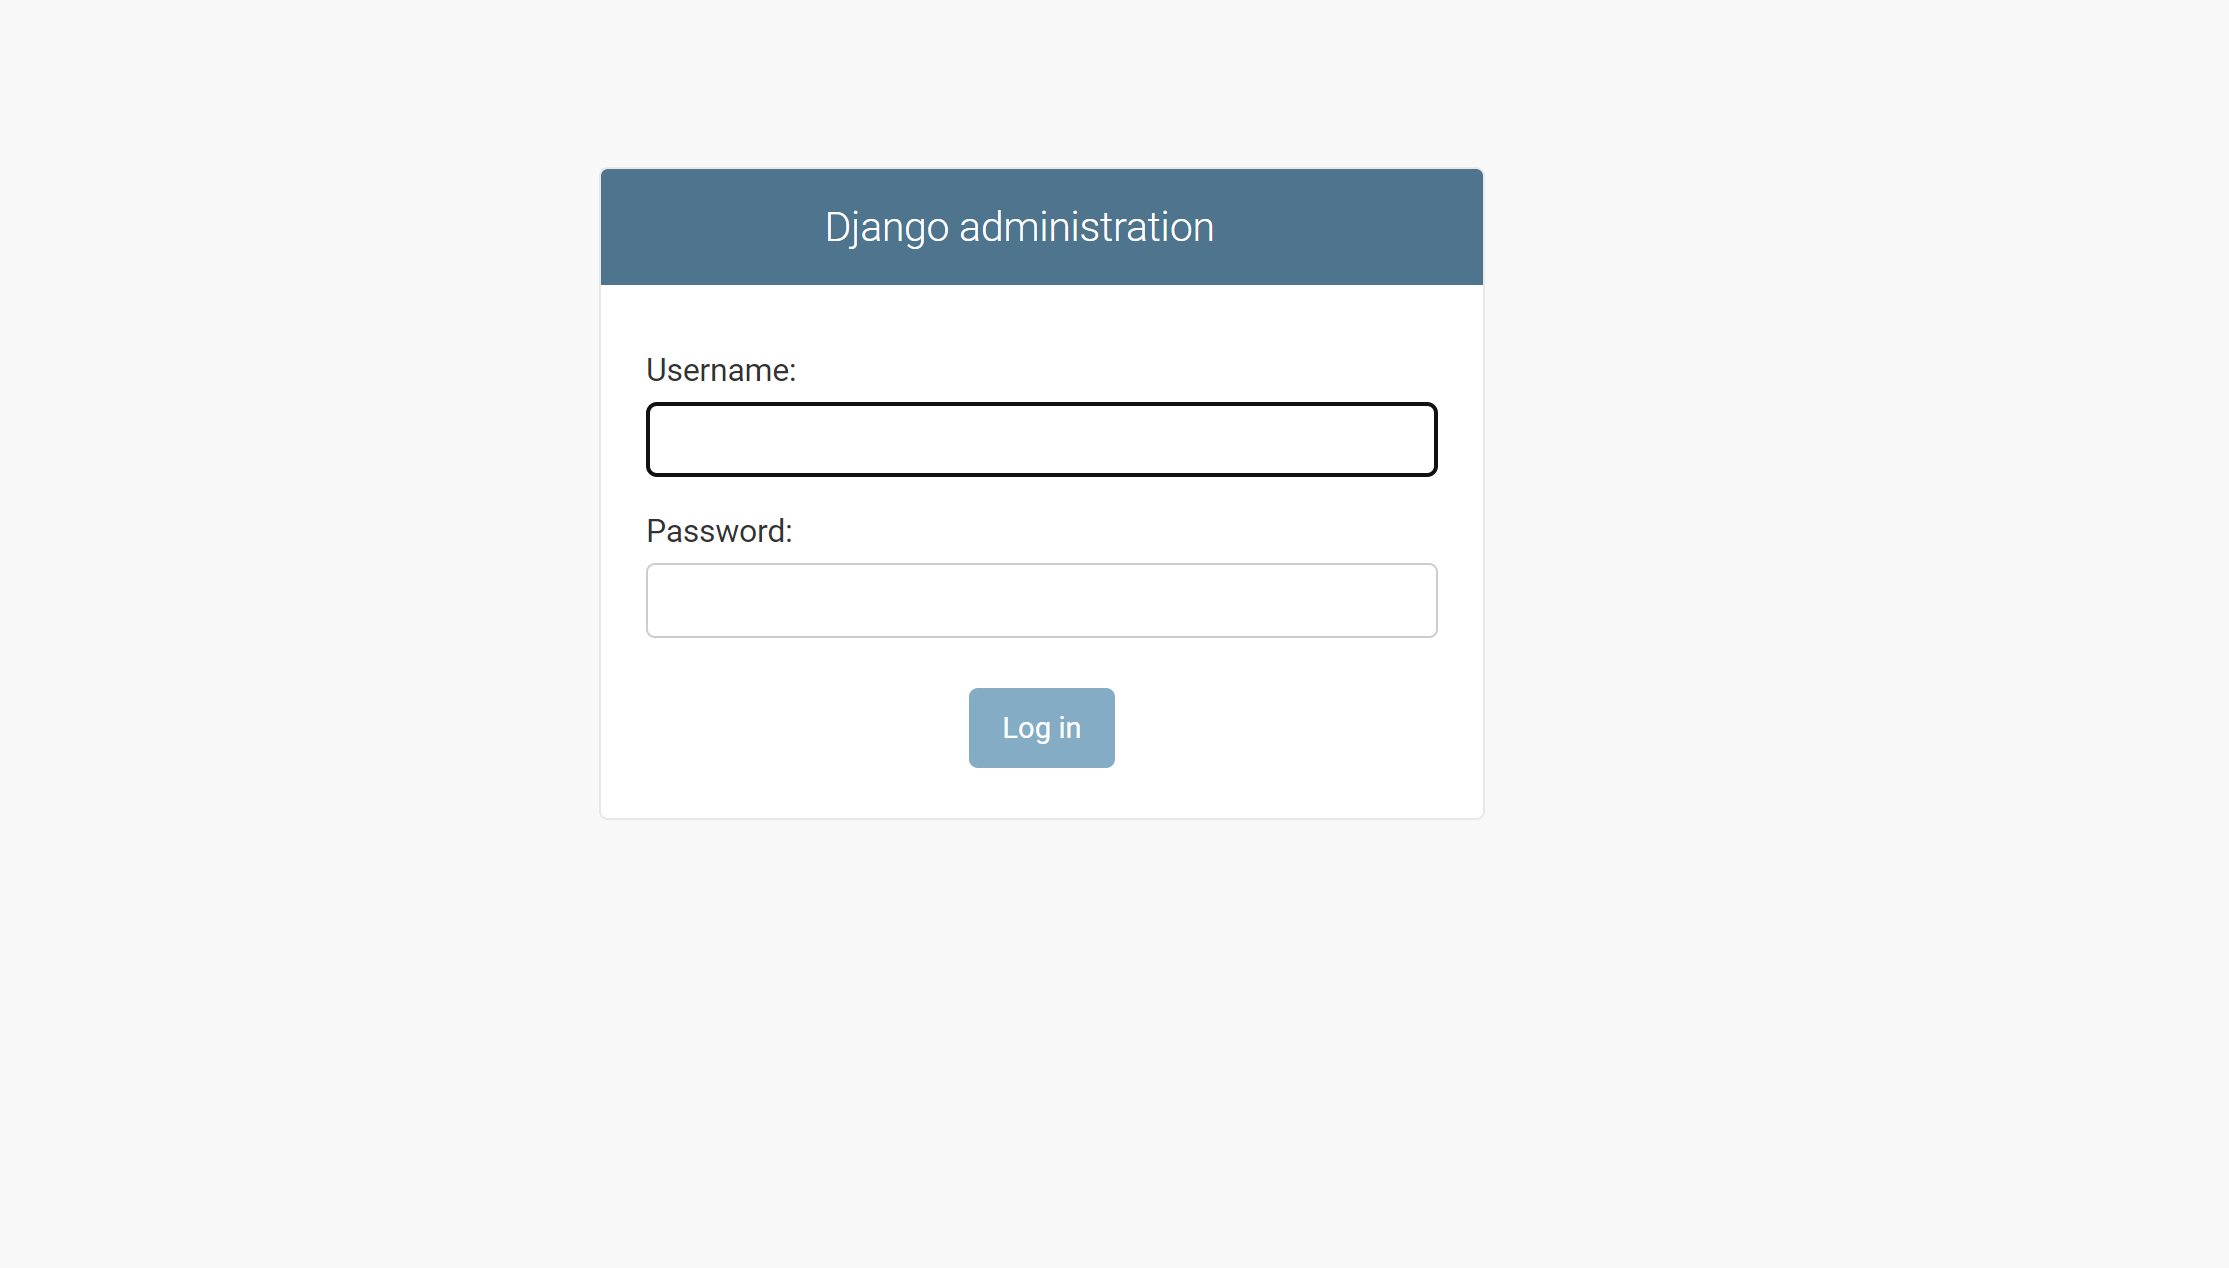 Django administration
Username:
Password:
Log in